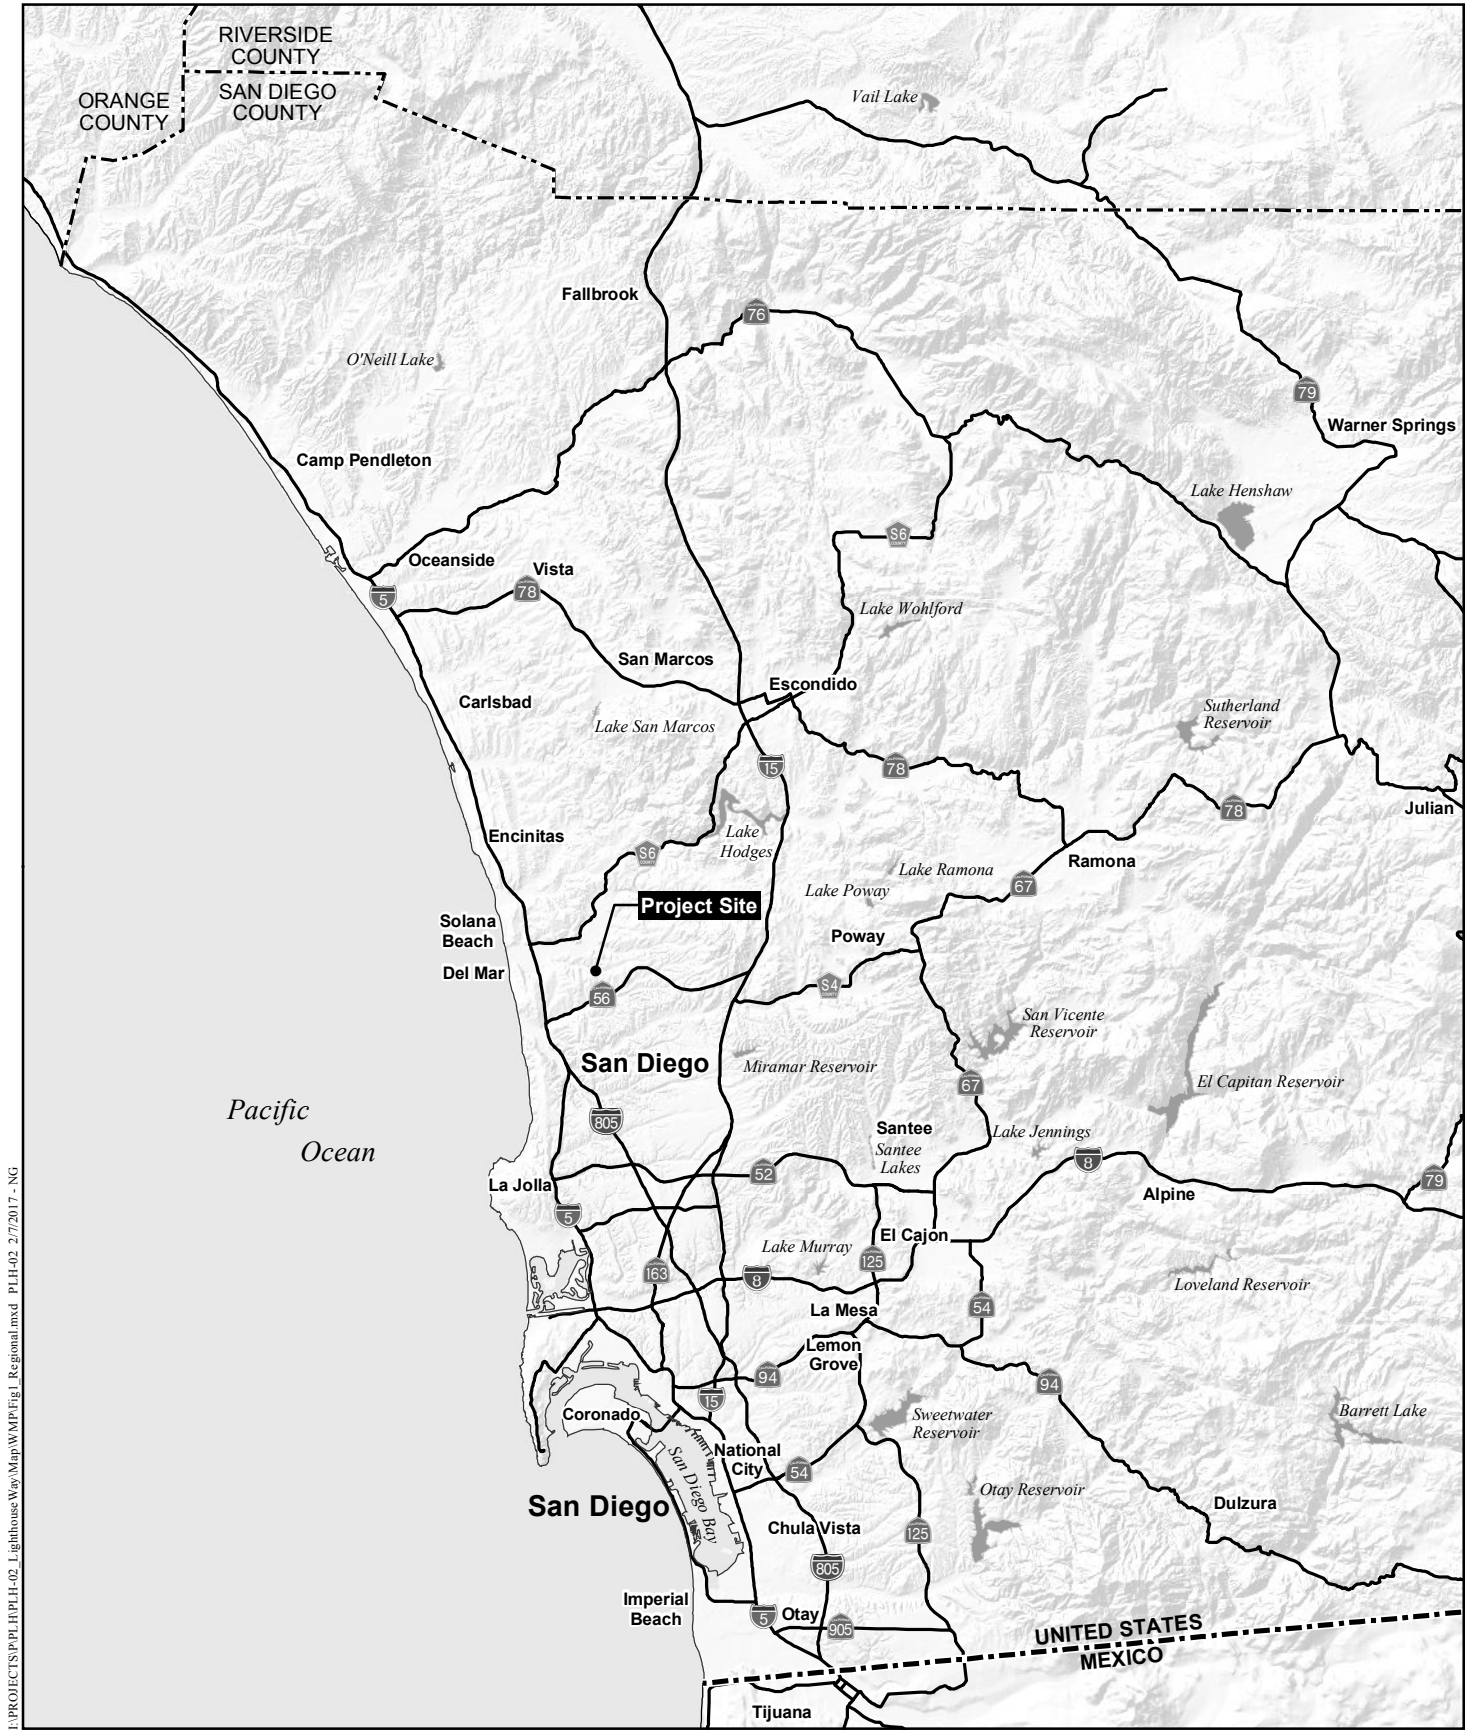 RIVERSIDE
COUNTY
ORANGE
COUNTY
SAN DIEGO
COUNTY
Vail Lake
Fallbrook
76
O'Neill Lake
79
Warner Springs
Camp Pendleton
Lake Henshaw
S6
COUNTY
Oceanside
Vista
78
5
Lake Wohlford
San Marcos
Escondido
Carlsbad
Lake San Marcos
Sutherland
Reservoir
15
78
78
Julian
Encinitas
Lake
Hodges
S6
COUNTY
Ramona
Lake Ramona
67
Lake Poway
Project Site
Solana
Beach
Poway
Del Mar
56
S4
COUNTY
San Vicente
Reservoir
San Diego
Miramar Reservoir
67
El Capitan Reservoir
Pacific
Ocean
805
Santee
Santee
Lakes
Lake Jennings
8
52
79
La Jolla
Alpine
5
El Cajon
Lake Murray
125
163
8
Loveland Reservoir
54
La Mesa
Lemon
Grove
94
94
15
Coronado
Sweetwater
Reservoir
Barrett Lake
National
City
54
San Diego Bay
San Diego
Otay Reservoir
Dulzura
Chula Vista
125
805
Imperial
Beach
5
Otay
905
UNITED STATES
MEXICO
Tijuana
I:\PROJECTS\P\PLH\PLH-02_LighthouseWay\Map\WMP\Fig1_Regional.mxd PLH-02 2/7/2017 - NG